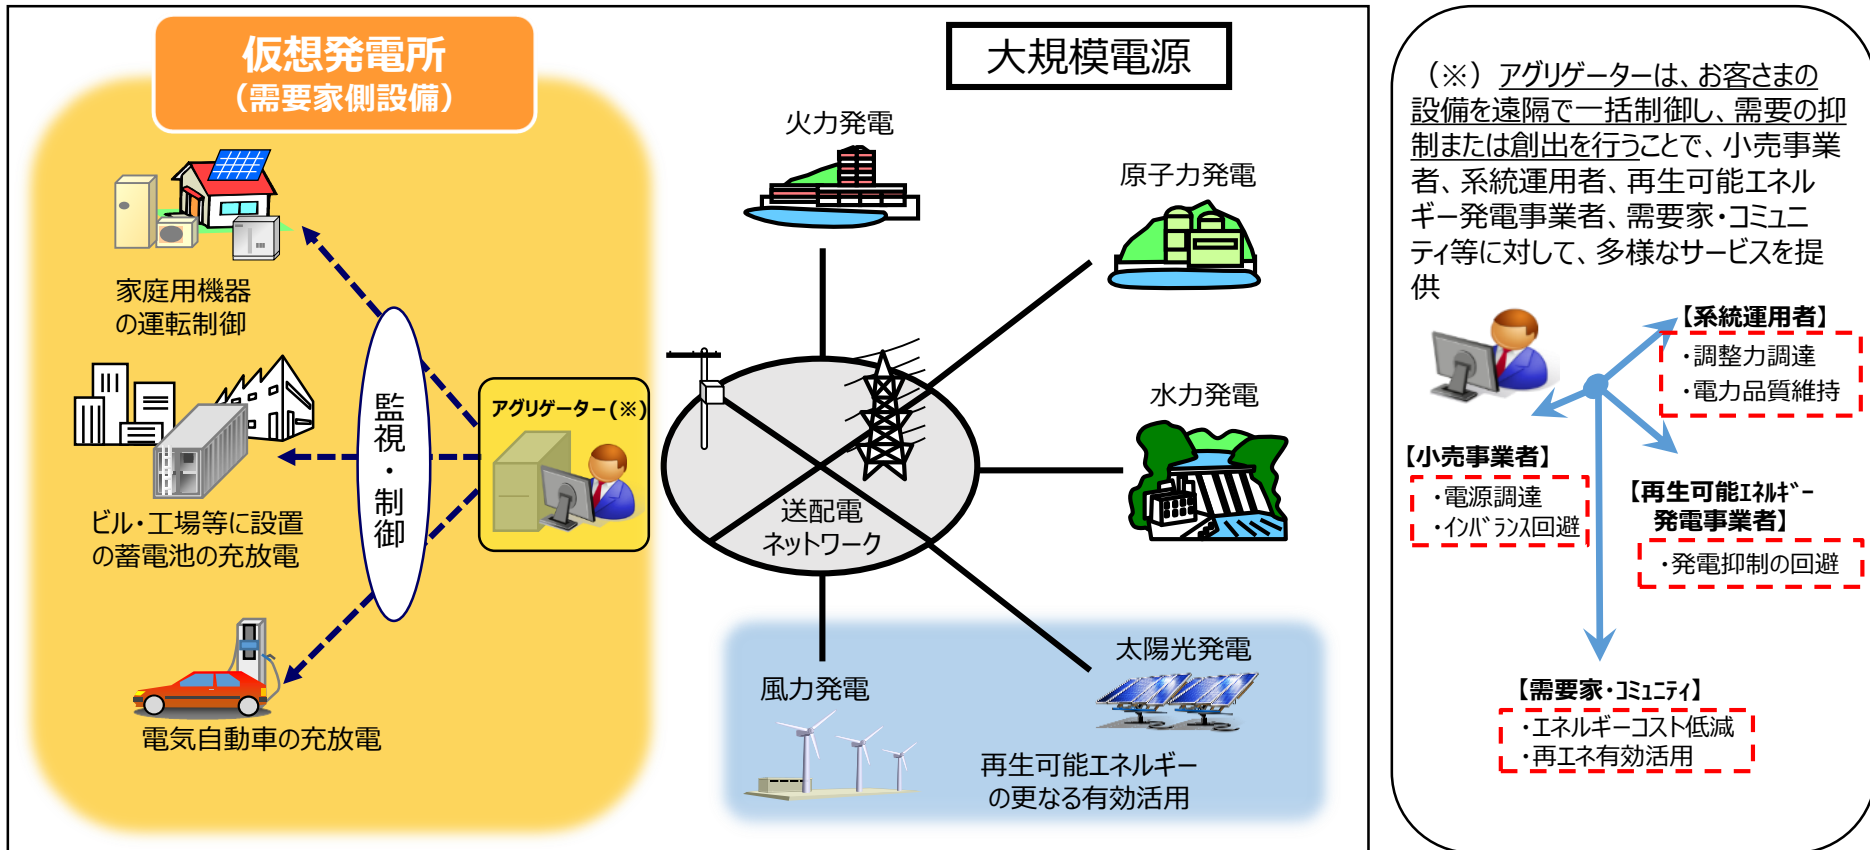 仮想発電所
（需要家側設備）
大規模電源
火力発電
原子力発電
水力発電
家庭用機器
の運転制御
ビル・工場等に設置
の蓄電池の充放電
電気自動車の充放電
監視・制御
アグリゲーター(※)
送配電
ネットワーク
風力発電
太陽光発電
再生可能エネルギー
の更なる有効活用
（※）アグリゲーターは、お客さまの
設備を遠隔で一括制御し、需要の抑
制または創出を行うことで、小売事業
者、系統運用者、再生可能エネル
ギー発電事業者、需要家・コミュニ
ティ等に対して、多様なサービスを提
供
【系統運用者】
・調整力調達
・電力品質維持
【小売事業者】
・電源調達
・インバランス回避
【再生可能エネルギー
発電事業者】
・発電抑制の回避
【需要家・コミュニティ】
・エネルギーコスト低減
・再エネ有効活用